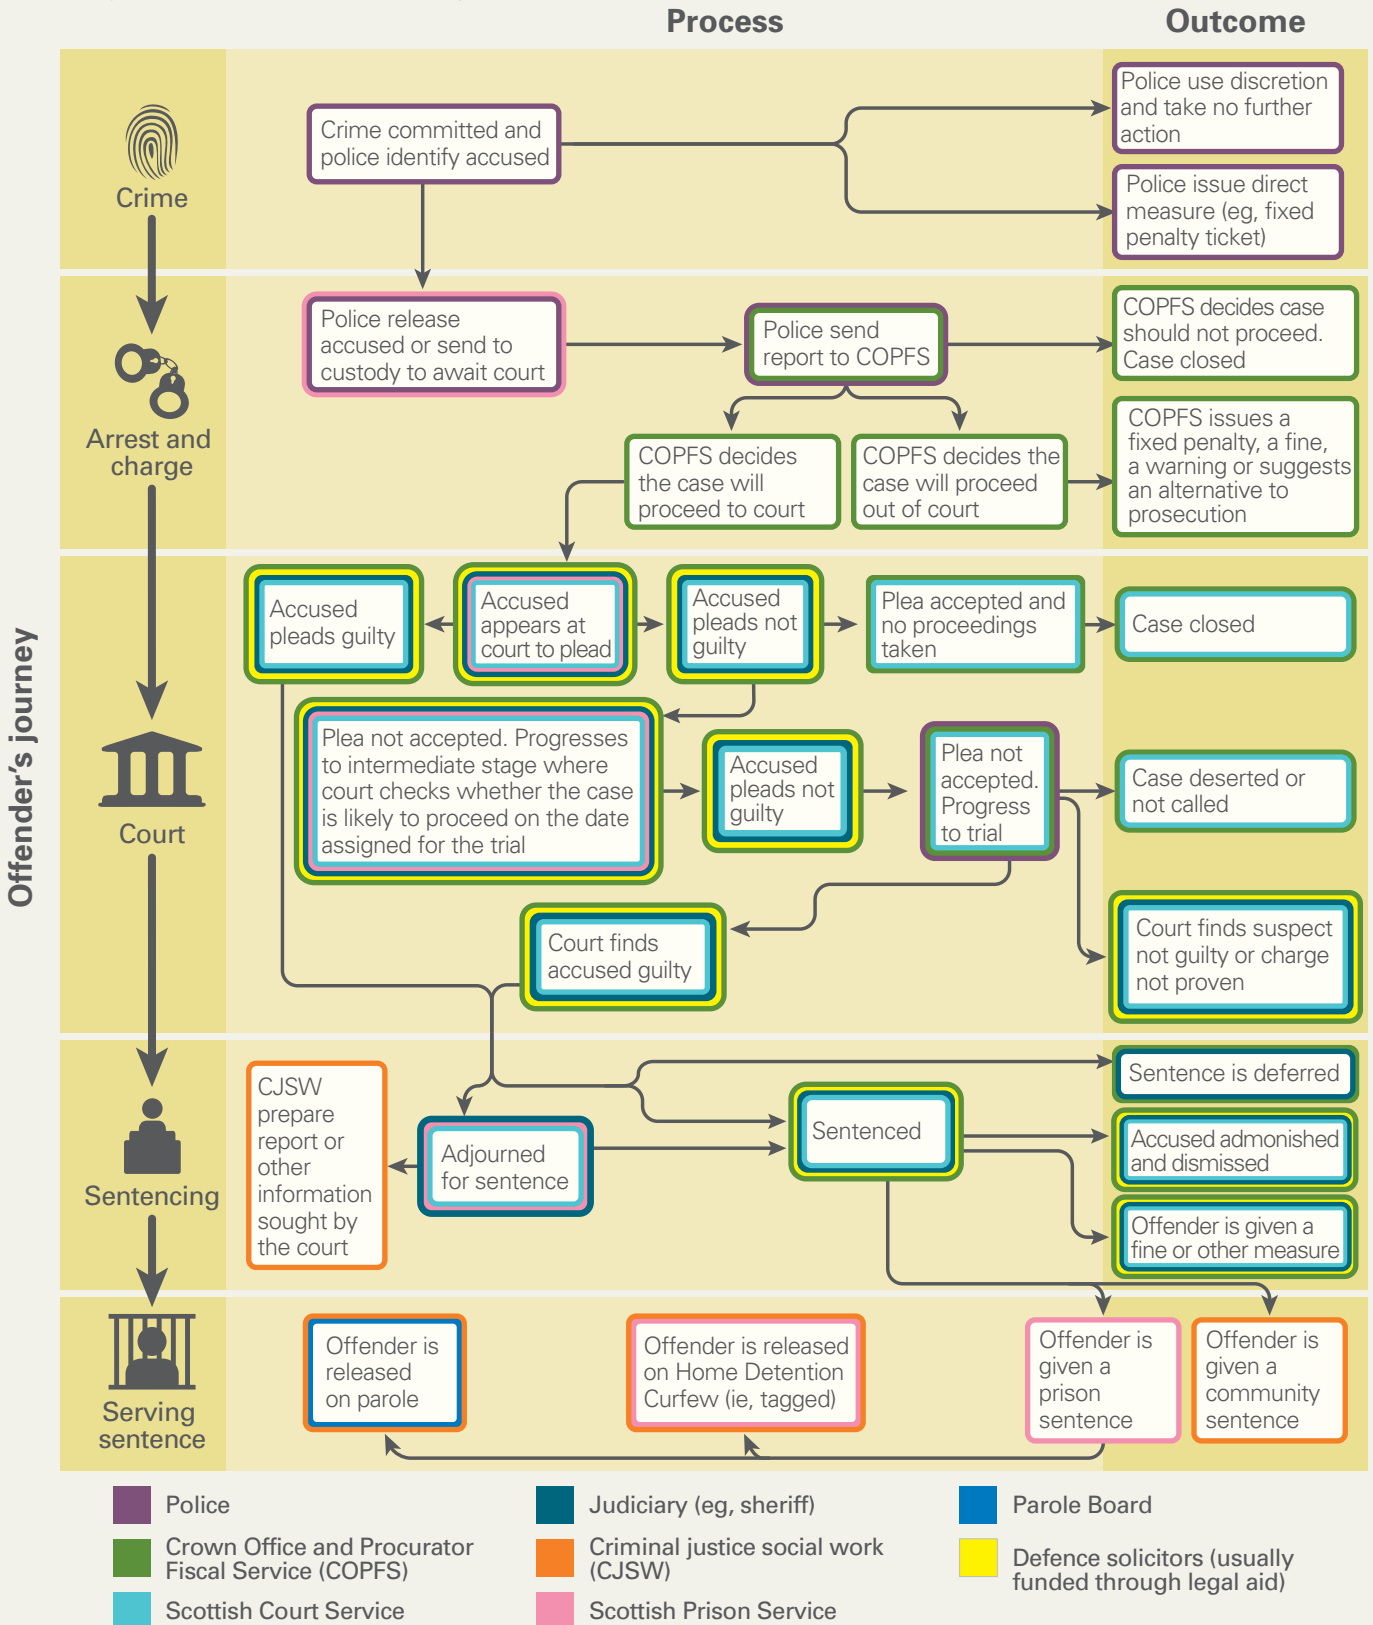 Process
Outcome
Offender's journey
Crime
Crime committed and
police identify accused
Police use discretion
and take no further
action
Police issue direct
measure (eg, fixed
penalty ticket)
Arrest and
charge
Police release
accused or send to
custody to await court
Police send
report to COPFS
COPFS decides case
should not proceed.
Case closed
COPFS decides
the case will
proceed to court
COPFS decides the
case will proceed
out of court
COPFS issues a
fixed penalty, a fine,
a warning or suggests
an alternative to
prosecution
Court
Accused
pleads guilty
Accused
appears at
court to plead
Accused
pleads not
guilty
Plea accepted and
no proceedings
taken
Case closed
Plea not accepted. Progresses
to intermediate stage where
court checks whether the case
is likely to proceed on the date
assigned for the trial
Accused
pleads not
guilty
Plea not
accepted.
Progress
to trial
Case deserted or
not called
Court finds
accused guilty
Court finds suspect
not guilty or charge
not proven
Sentencing
CJSW
prepare
report or
other
information
sought by
the court
Adjourned
for sentence
Sentenced
Sentence is deferred
Accused admonished
and dismissed
Offender is given a
fine or other measure
Serving
sentence
Offender is
released
on parole
Offender is released
on Home Detention
Curfew (ie, tagged)
Offender is
given a
prison
sentence
Offender is
given a
community
sentence
Police
Crown Office and Procurator
Fiscal Service (COPFS)
Scottish Court Service
Judiciary (eg, sheriff)
Criminal justice social work
(CJSW)
Scottish Prison Service
Parole Board
Defence solicitors (usually
funded through legal aid)